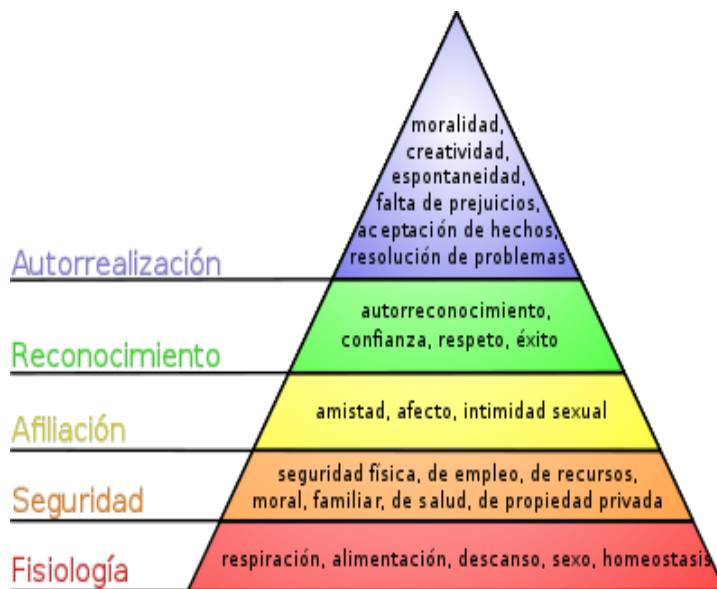 moralidad,
creatividad,
espontaneidad,
falta de prejuicios,
aceptación de hechos,
resolución de problemas
Autorrealización
autorreconocimiento,
confianza, respeto, éxito
Reconocimiento
amistad, afecto, intimidad sexual
Afiliación
seguridad física, de empleo, de recursos,
moral, familiar, de salud, de propiedad privada
Seguridad
respiración, alimentación, descanso, sexo, homeostasis
Fisiología